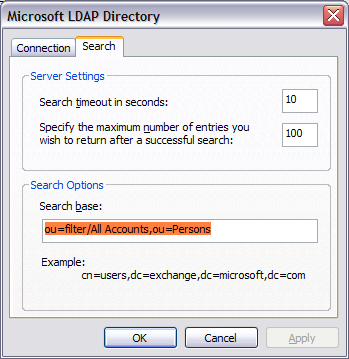 Microsoft LDAP Directory
Connection
Search
Server Settings
Search timeout in seconds:
10
Specify the maximum number of entries you
wish to return after a successful search:
100
Search Options
Search base:
ou=filter/All Accounts,ou=Persons
Example:
cn=users,dc=exchange,dc=microsoft,dc=com
OK
Cancel
Apply